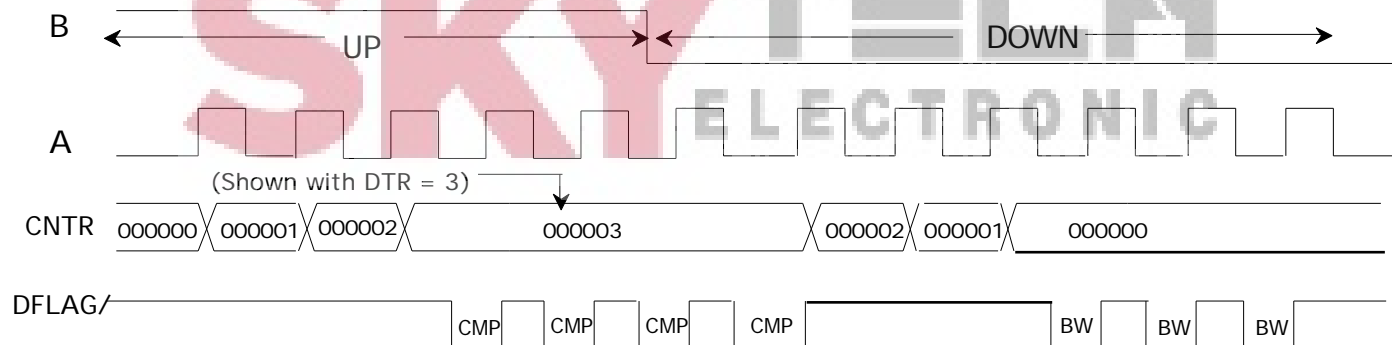 SKY TECH
B
UP
DOWN
ELECTRONIC
A
(Shown with DTR = 3)
CNTR 000000 000001 000002 000003 000002 000001 000000
DFLAG/ CMP CMP CMP CMP BW BW BW